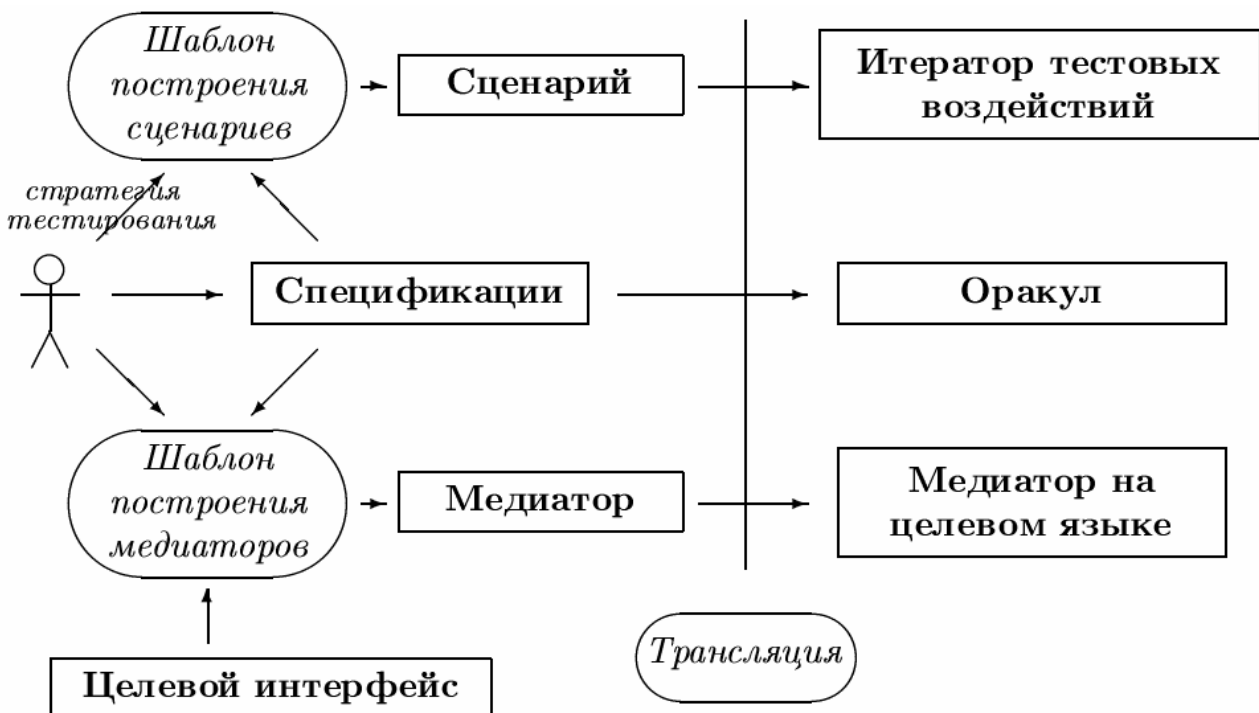 Шаблон
построения
сценариев
Сценарий
Итератор тестовых
воздействий
стратегия
тестирования
Спецификации
Оракул
Шаблон
построения
медиаторов
Медиатор
Медиатор на
целевом языке
Трансляция
Целевой интерфейс